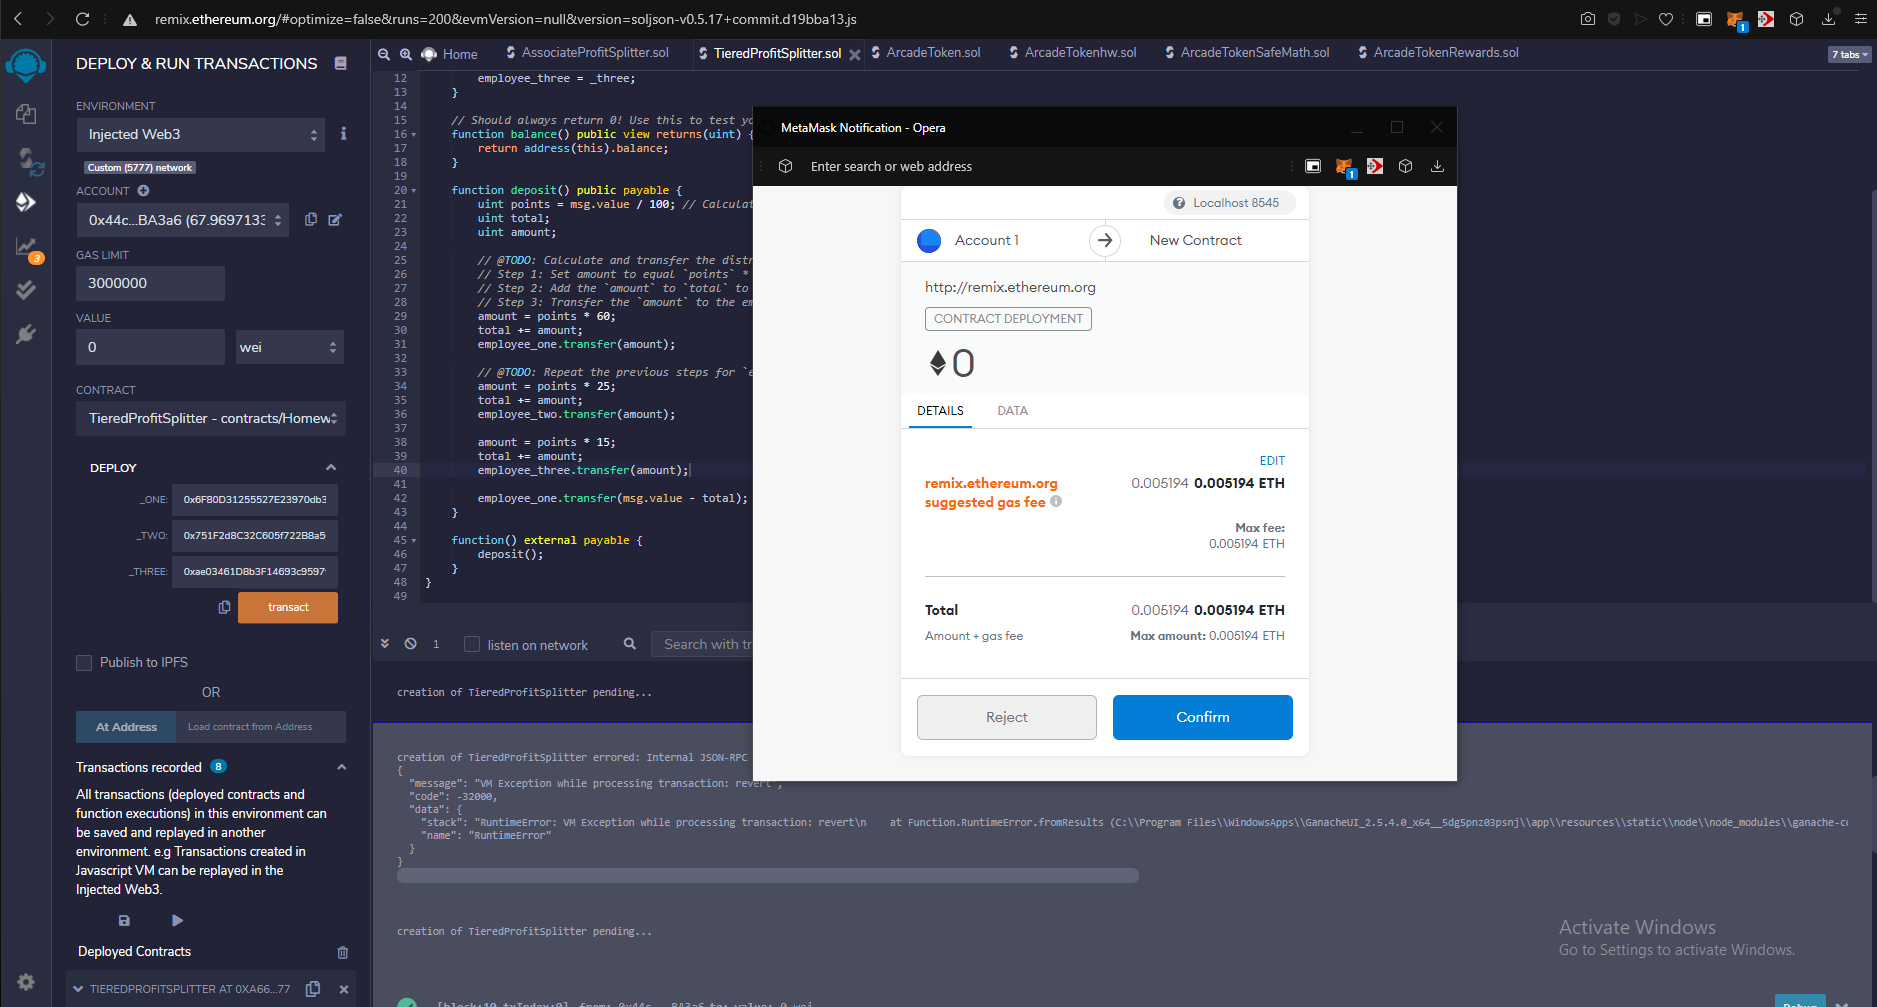 remix.ethereum.org/#optimize=false&runs=200&evmVersion=null&version=soljson-v0.5.17+commit.d19bba13.js
1
DEPLOY & RUN TRANSACTIONS
Home
AssociateProfitSplitter.sol
TieredProfitSplitter.sol
ArcadeToken.sol
ArcadeTokenhw.sol
ArcadeTokenSafeMath.sol
ArcadeTokenRewards.sol
7 tabs
ENVIRONMENT
Injected Web3
Custom (5777) network
ACCOUNT
0x44c...BA3a6 (67.9697133
GAS LIMIT
3000000
3
VALUE
0
wei
CONTRACT
TieredProfitSplitter - contracts/Homew
DEPLOY
_ONE:
0x6F80D31255527E23970db3
_TWO:
0x751F2d8C32C605f722B8a5
_THREE:
0xae03461D8b3F14693c9597
transact
Publish to IPFS
OR
At Address
Load contract from Address
Transactions recorded 8
All transactions (deployed contracts and
function executions) in this environment can
be saved and replayed in another
environment. e.g Transactions created in
Javascript VM can be replayed in the
Injected Web3.
Deployed Contracts
TIEREDPROFITSPLITTER AT 0XA66...77
12 employee_three = _three;
13 }
14
15 // Should always return 0! Use this to test yo
16 function balance() public view returns(uint) {
17 return address(this).balance;
18 }
19
20 function deposit() public payable {
21 uint points = msg.value / 100; // Calculat
22 uint total;
23 uint amount;
24
25 // @TODO: Calculate and transfer the distr
26 // Step 1: Set amount to equal `points` *
27 // Step 2: Add the `amount` to `total` to
28 // Step 3: Transfer the `amount` to the em
29 amount = points * 60;
30 total += amount;
31 employee_one.transfer(amount);
32
33 // @TODO: Repeat the previous steps for `e
34 amount = points * 25;
35 total += amount;
36 employee_two.transfer(amount);
37
38 amount = points * 15;
39 total += amount;
40 employee_three.transfer(amount);
41
42 employee_one.transfer(msg.value - total);
43 }
44
45 function() external payable {
46 deposit();
47 }
48 }
49
1
listen on network
Search with tr
creation of TieredProfitSplitter pending...
creation of TieredProfitSplitter errored: Internal JSON-RPC
{
"message": "VM Exception while processing transaction: revert",
"code": -32000,
"data": {
"stack": "RuntimeError: VM Exception while processing transaction: revert\n    at Function.RuntimeError.fromResults (C:\\Program Files\\WindowsApps\\GanacheUI_2.5.4.0_x64__5dg5pnz03psnj\\app\\resources\\static\\node\\node_modules\\ganache-co
"name": "RuntimeError"
}
}
creation of TieredProfitSplitter pending...
[block:10 txIndex:0] from: 0x44c...BA3a6 to: value: 0 wei
Debug
MetaMask Notification - Opera
Enter search or web address
1
Localhost 8545
Account 1
New Contract
http://remix.ethereum.org
CONTRACT DEPLOYMENT
0
DETAILS
DATA
EDIT
remix.ethereum.org 0.005194 0.005194 ETH
suggested gas fee
Max fee:
0.005194 ETH
Total 0.005194 0.005194 ETH
Amount + gas fee Max amount: 0.005194 ETH
Reject
Confirm
Activate Windows
Go to Settings to activate Windows.